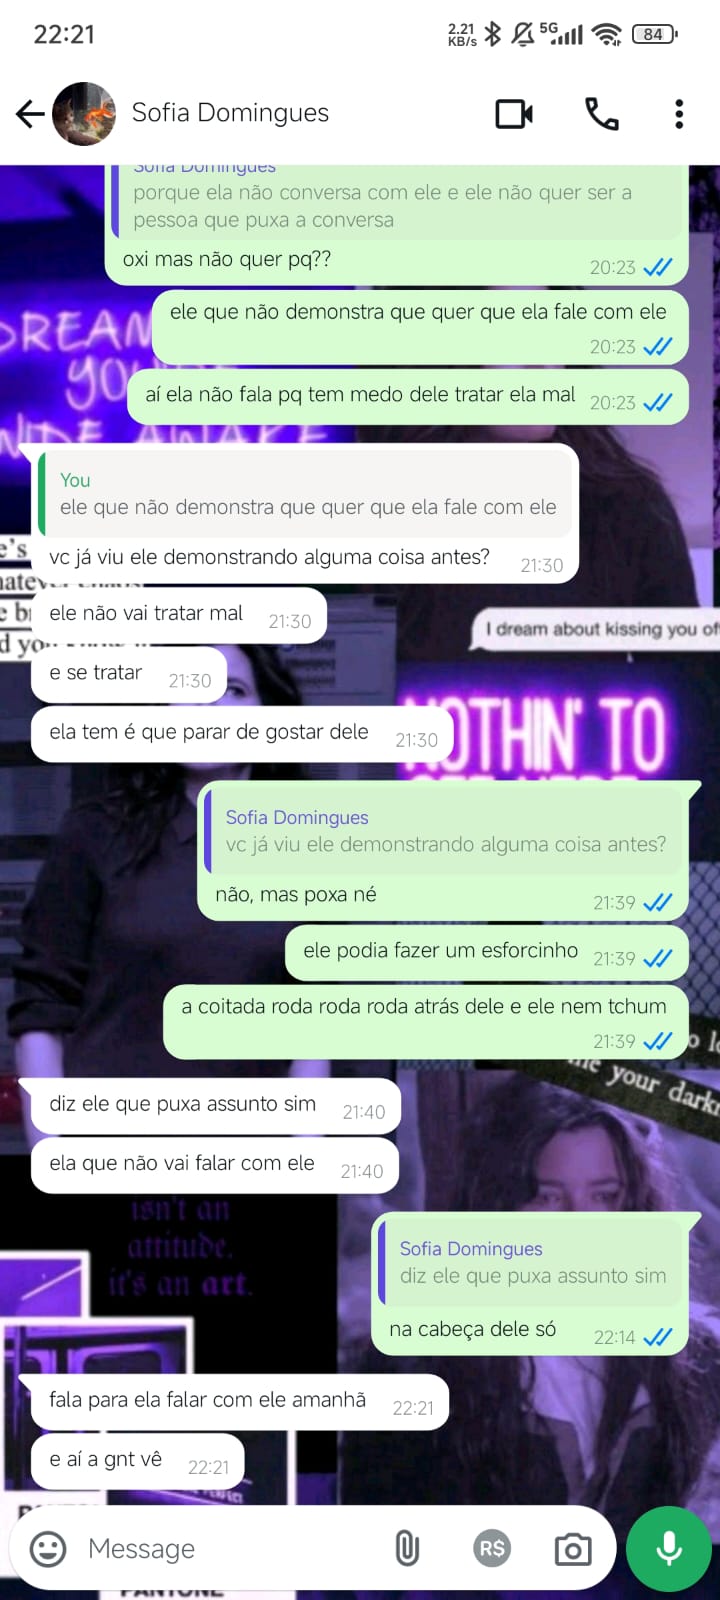 22:21
2.21
KB/s
5G
84
Sofia Domingues
Sofia Domingues
porque ela não conversa com ele e ele não quer ser a
pessoa que puxa a conversa
oxi mas não quer pq??
20:23
ele que não demonstra que quer que ela fale com ele
20:23
aí ela não fala pq tem medo dele tratar ela mal
20:23
DREAM
YOU
WIDE AWAKE
You
ele que não demonstra que quer que ela fale com ele
vc já viu ele demonstrando alguma coisa antes?
21:30
ele não vai tratar mal
21:30
I dream about kissing you of
e se tratar
21:30
ela tem é que parar de gostar dele
21:30
NOTHIN' TO
Sofia Domingues
vc já viu ele demonstrando alguma coisa antes?
não, mas poxa né
21:39
ele podia fazer um esforcinho
21:39
a coitada roda roda roda atrás dele e ele nem tchum
21:39
your dark
diz ele que puxa assunto sim
21:40
ela que não vai falar com ele
21:40
isn't an
attitude.
it's an art.
Sofia Domingues
diz ele que puxa assunto sim
na cabeça dele só
22:14
fala para ela falar com ele amanhã
22:21
e aí a gnt vê
22:21
Message
R$
PANTONE